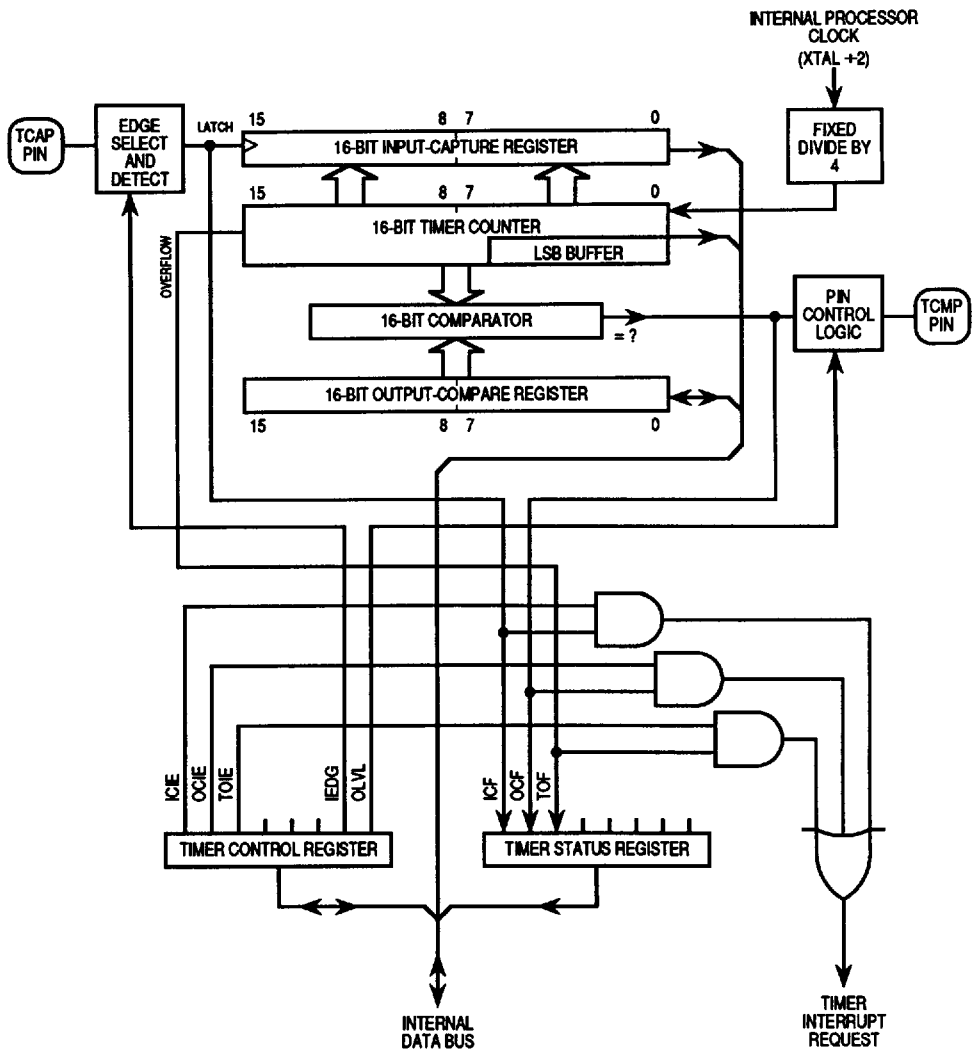 INTERNAL PROCESSOR
CLOCK
(XTAL ÷2)
TCAP
PIN
EDGE
SELECT
AND
DETECT
LATCH
15 8 7 0
16-BIT INPUT-CAPTURE REGISTER
FIXED
DIVIDE BY
4
15 8 7 0
16-BIT TIMER COUNTER
LSB BUFFER
OVERFLOW
16-BIT COMPARATOR
= ?
PIN
CONTROL
LOGIC
TCMP
PIN
16-BIT OUTPUT-COMPARE REGISTER
15 8 7 0
ICIE
OCIE
TOIE
IEDG
OLVL
ICF
OCF
TOF
TIMER CONTROL REGISTER
TIMER STATUS REGISTER
INTERNAL
DATA BUS
TIMER
INTERRUPT
REQUEST